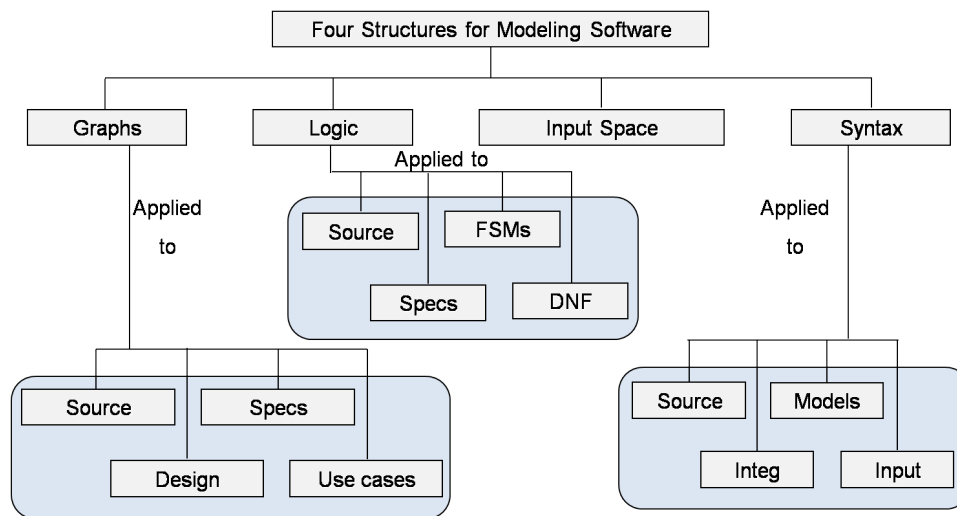 Four Structures for Modeling Software
Graphs
Logic
Input Space
Syntax
Applied to
Applied
to
Applied
to
Source
FSMs
Specs
DNF
Source
Specs
Design
Use cases
Source
Models
Integ
Input